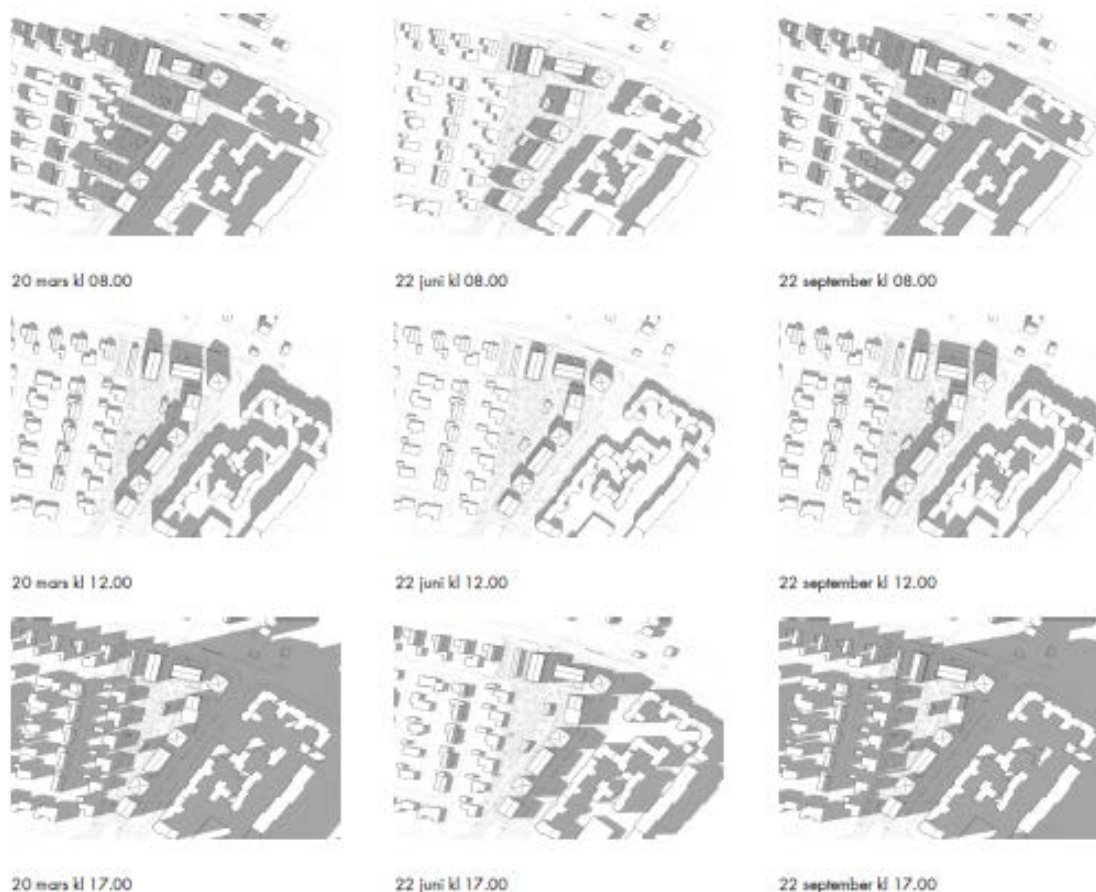 20 mars kl 08.00
22 juni kl 08.00
22 september kl 08.00
20 mars kl 12.00
22 juni kl 12.00
22 september kl 12.00
20 mars kl 17.00
22 juni kl 17.00
22 september kl 17.00